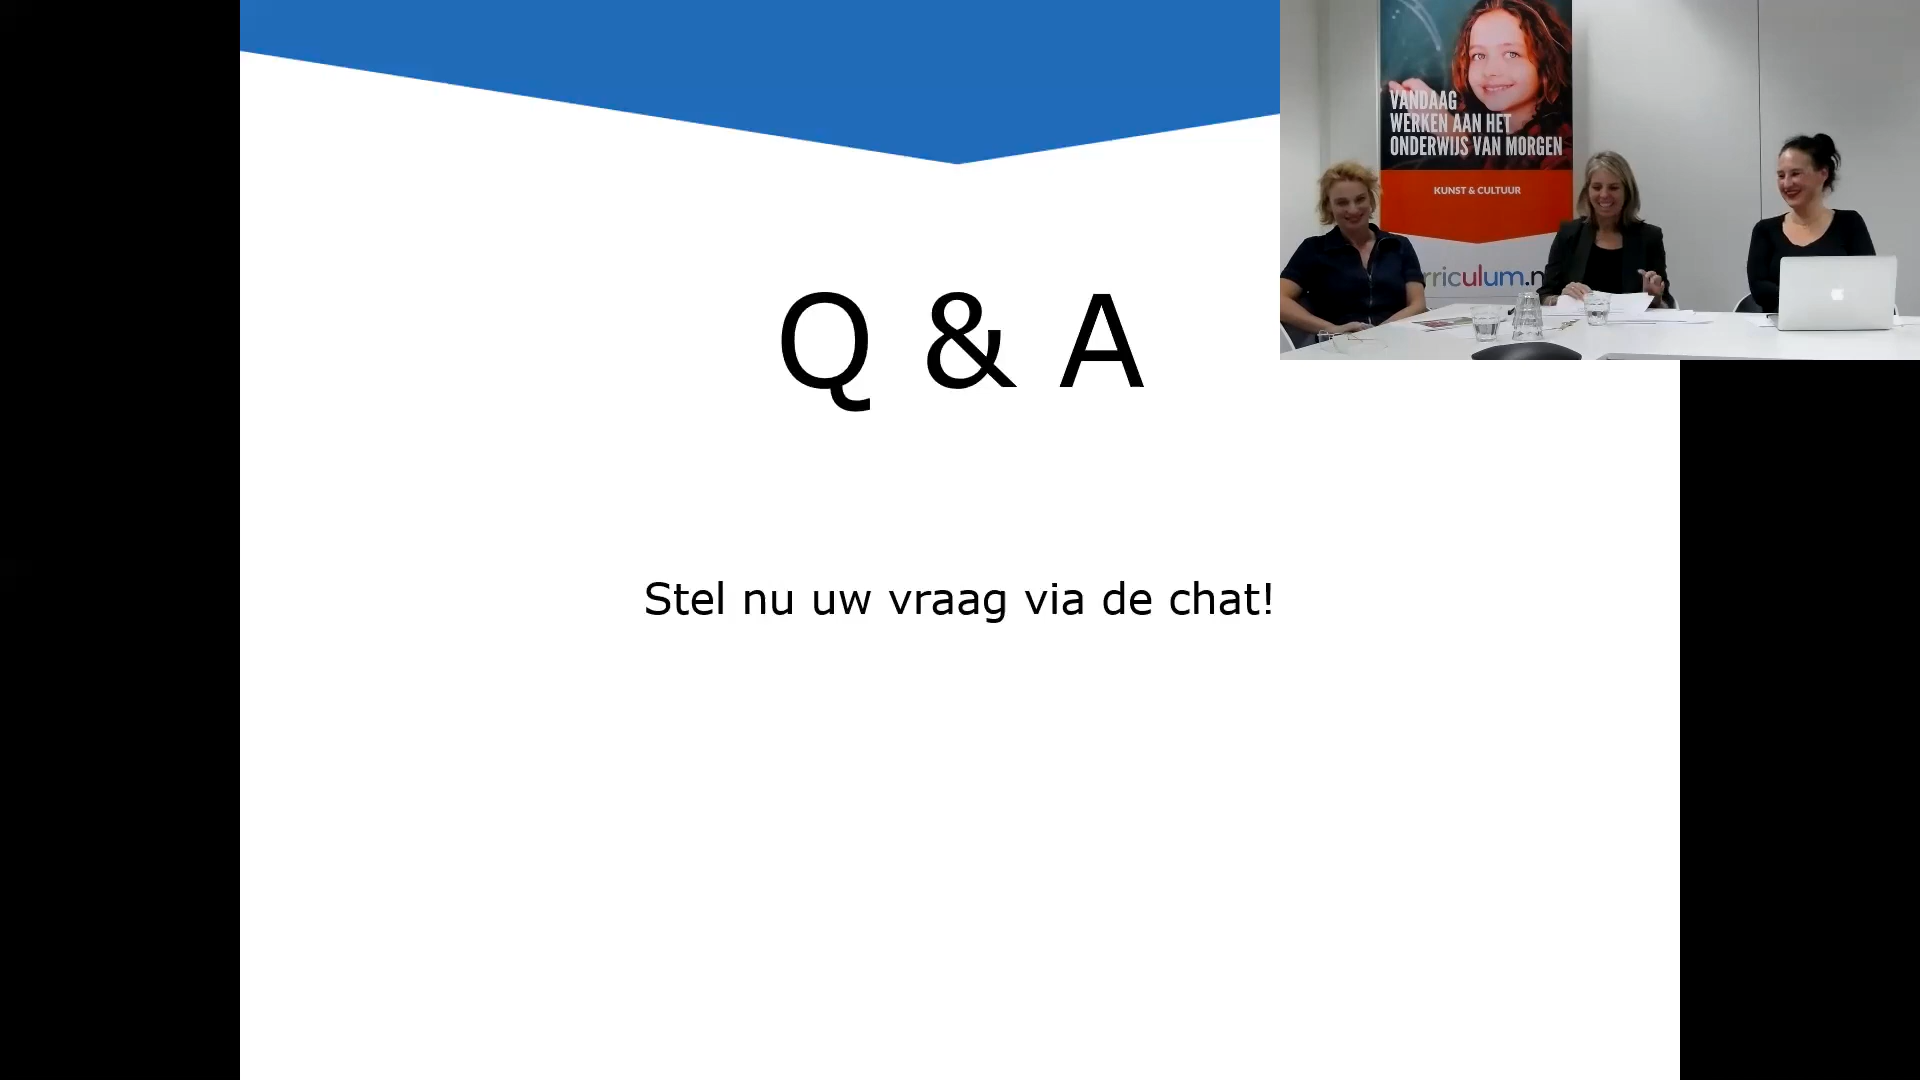 Q & A
Stel nu uw vraag via de chat!
VANDAAG
WERKEN AAN HET
ONDERWIJS VAN MORGEN
KUNST & CULTUUR
rriculum.n